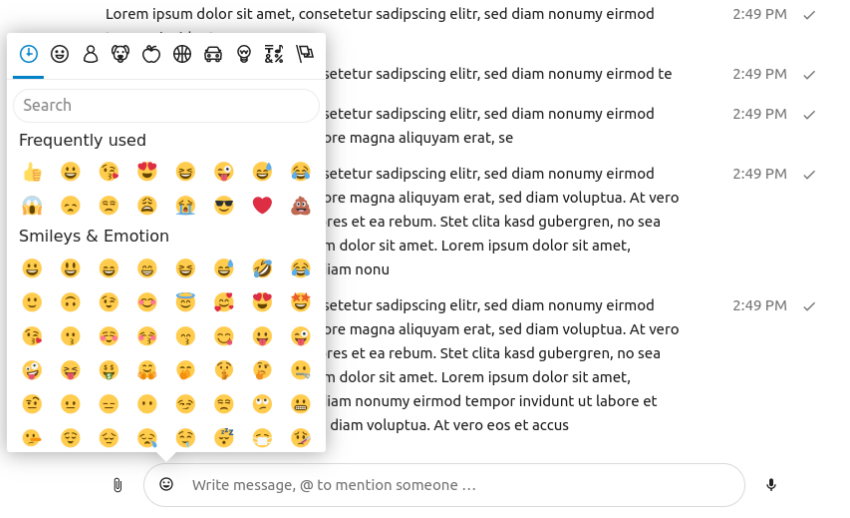 Lorem ipsum dolor sit amet, consetetur sadipscing elitr, sed diam nonumy eirmod 2:49 PM
Search
Frequently used
Smileys & Emotion
setetur sadipscing elitr, sed diam nonumy eirmod te 2:49 PM
setetur sadipscing elitr, sed diam nonumy eirmod 2:49 PM
ore magna aliquyam erat, se
setetur sadipscing elitr, sed diam nonumy eirmod 2:49 PM
ore magna aliquyam erat, sed diam voluptua. At vero
res et ea rebum. Stet clita kasd gubergren, no sea
m dolor sit amet. Lorem ipsum dolor sit amet,
iam nonu
setetur sadipscing elitr, sed diam nonumy eirmod 2:49 PM
ore magna aliquyam erat, sed diam voluptua. At vero
res et ea rebum. Stet clita kasd gubergren, no sea
m dolor sit amet. Lorem ipsum dolor sit amet,
iam nonumy eirmod tempor invidunt ut labore et
diam voluptua. At vero eos et accus
Write message, @ to mention someone …